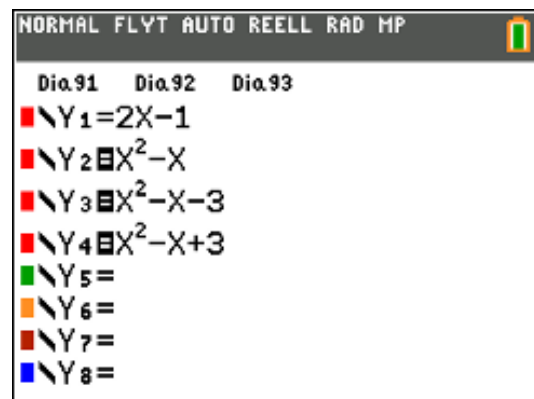 NORMAL FLYT AUTO REELL RAD MP
Dia.91 Dia.92 Dia.93
\Y₁=2X−1
\Y₂=X²−X
\Y₃=X²−X−3
\Y₄=X²−X+3
\Y₅=
\Y₆=
\Y₇=
\Y₈=